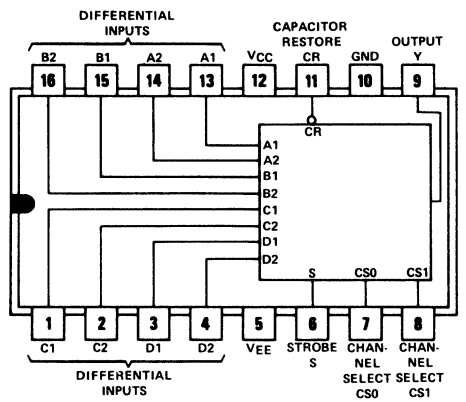 DIFFERENTIAL
INPUTS
CAPACITOR
RESTORE
OUTPUT
B2 B1 A2 A1 VCC CR GND Y
16 15 14 13 12 11 10 9
CR
A1
A2
B1
B2
C1
C2
D1
D2
S CS0 CS1
1 2 3 4 5 6 7 8
C1 C2 D1 D2 VEE STROBE CHAN- CHAN-
S NEL NEL
SELECT SELECT
CS0 CS1
DIFFERENTIAL
INPUTS